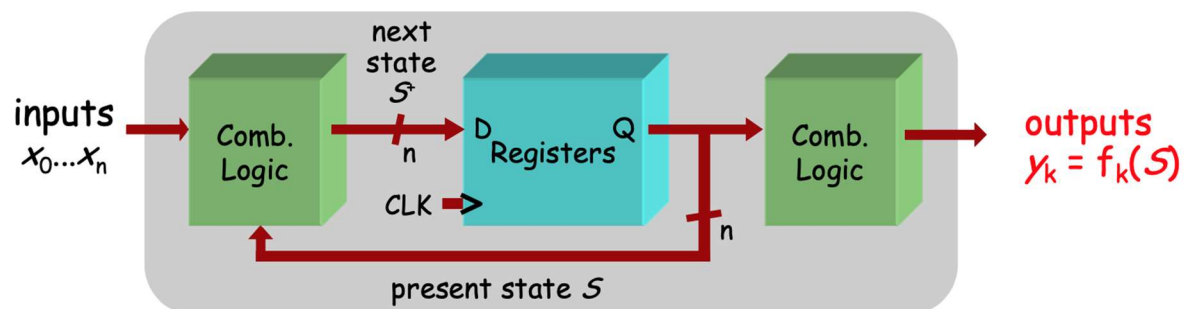 inputs
x₀...xₙ
Comb.
Logic
next
state
S⁺
n
D
Q
Registers
CLK
n
present state S
Comb.
Logic
outputs
yₖ = fₖ(S)